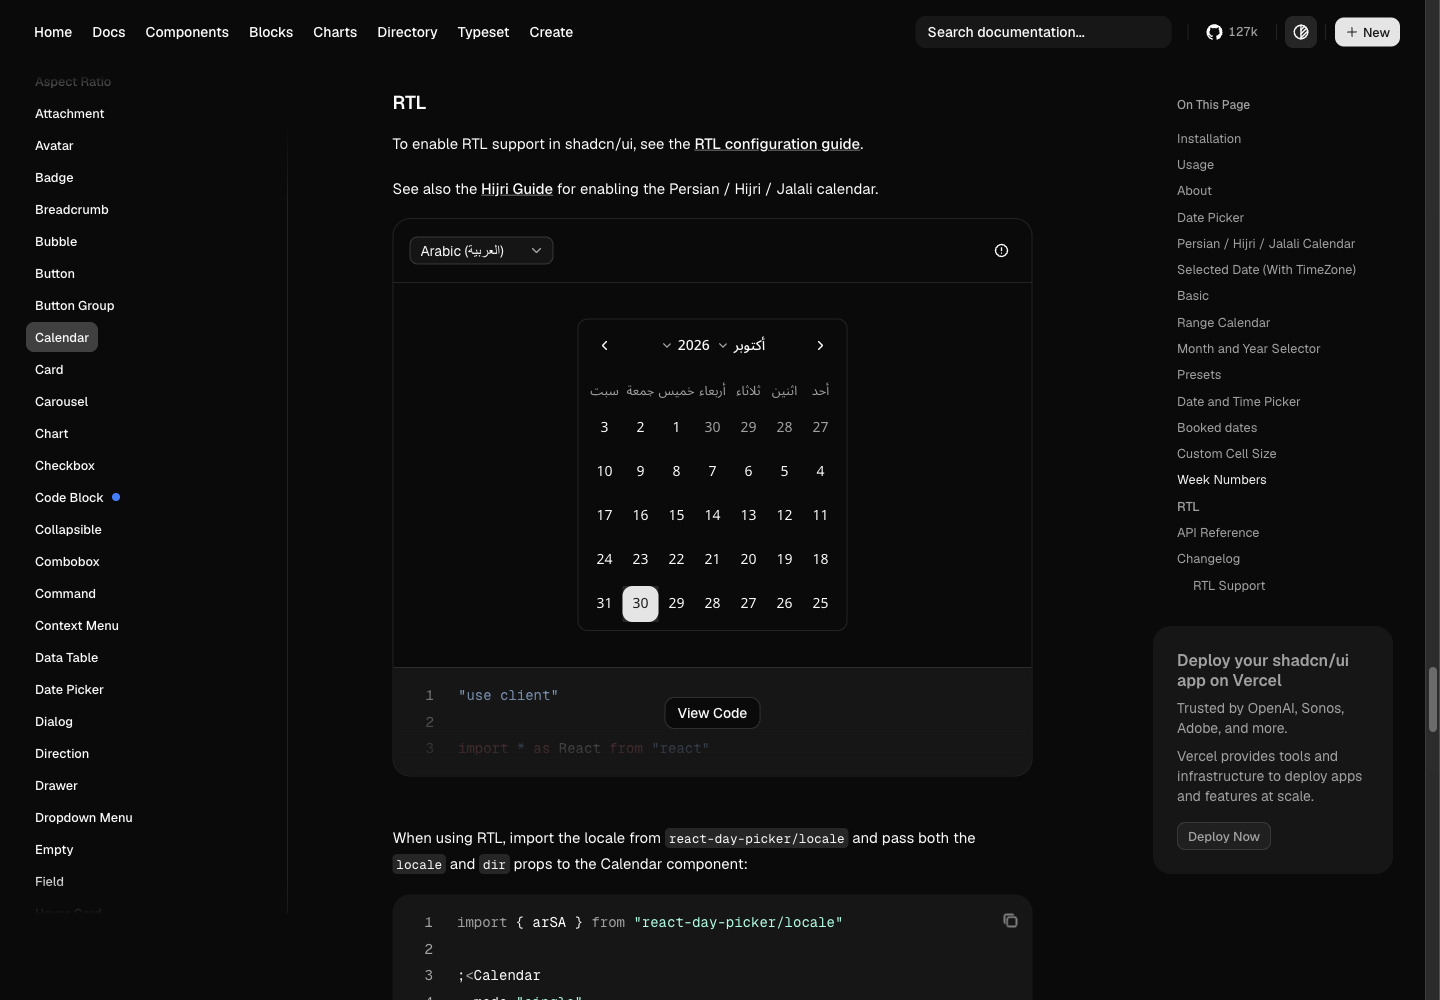 Home Docs Components Blocks Charts Directory Typeset Create
Search documentation... 127k New
Aspect Ratio
Attachment
Avatar
Badge
Breadcrumb
Bubble
Button
Button Group
Calendar
Card
Carousel
Chart
Checkbox
Code Block
Collapsible
Combobox
Command
Context Menu
Data Table
Date Picker
Dialog
Direction
Drawer
Dropdown Menu
Empty
Field
Hover Card
RTL
To enable RTL support in shadcn/ui, see the RTL configuration guide.
See also the Hijri Guide for enabling the Persian / Hijri / Jalali calendar.
Arabic (العربية)
أكتوبر 2026
أحد اثنين ثلاثاء أربعاء خميس جمعة سبت
27 28 29 30 1 2 3
4 5 6 7 8 9 10
11 12 13 14 15 16 17
18 19 20 21 22 23 24
25 26 27 28 29 30 31
1 "use client"
2
View Code
3 import * as React from "react"
When using RTL, import the locale from react-day-picker/locale and pass both the
locale and dir props to the Calendar component:
1 import { arSA } from "react-day-picker/locale"
2
3 ;<Calendar
4 mode="single"
On This Page
Installation
Usage
About
Date Picker
Persian / Hijri / Jalali Calendar
Selected Date (With TimeZone)
Basic
Range Calendar
Month and Year Selector
Presets
Date and Time Picker
Booked dates
Custom Cell Size
Week Numbers
RTL
API Reference
Changelog
RTL Support
Deploy your shadcn/ui
app on Vercel
Trusted by OpenAI, Sonos,
Adobe, and more.
Vercel provides tools and
infrastructure to deploy apps
and features at scale.
Deploy Now